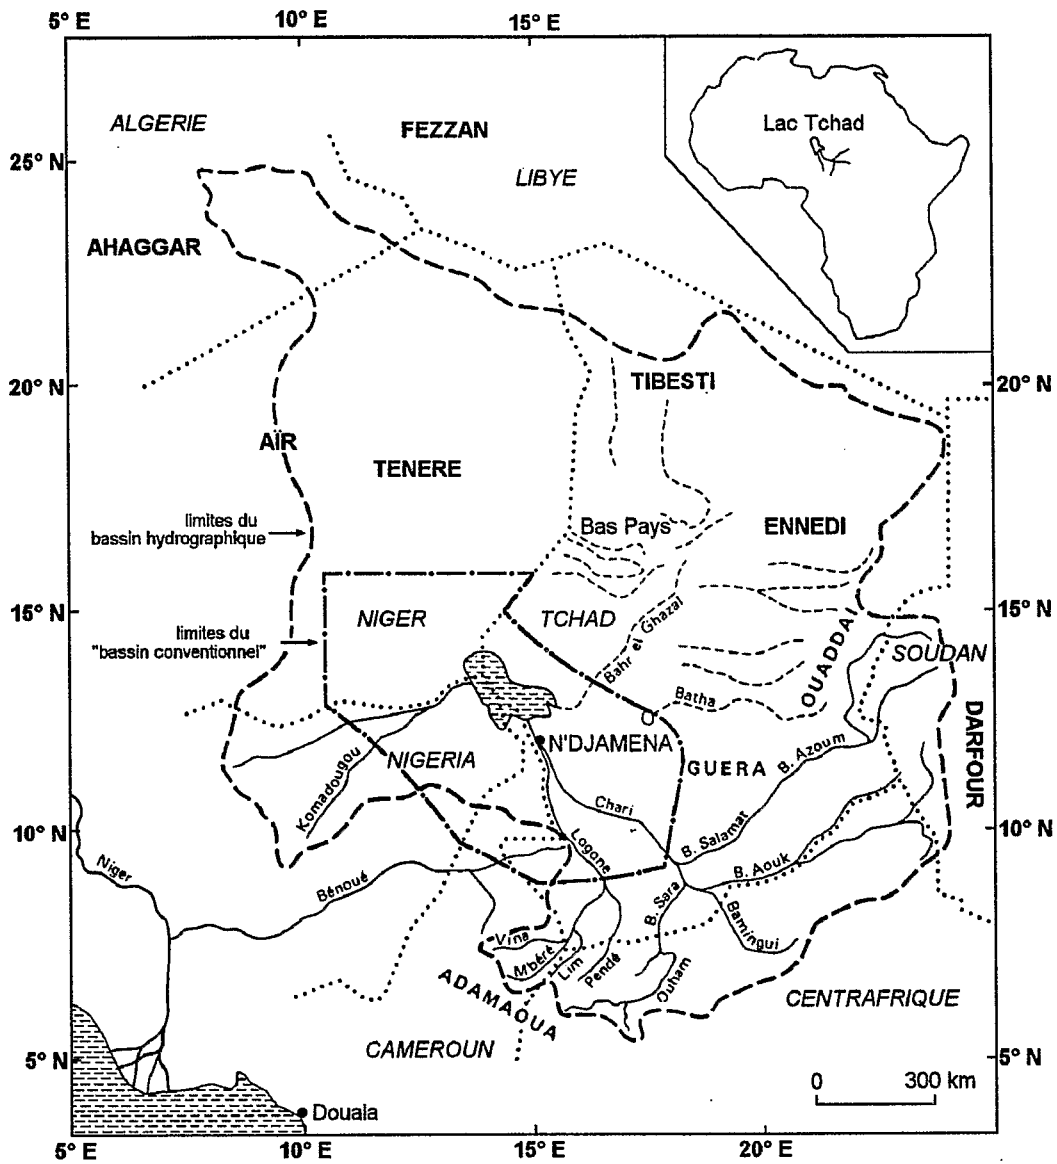 5° E
10° E
15° E
ALGERIE
FEZZAN
Lac Tchad
25° N
LIBYE
AHAGGAR
20° N
TIBESTI
20° N
AÏR
TENERE
limites du
bassin hydrographique
Bas Pays
ENNEDI
15° N
NIGER
TCHAD
15° N
limites du
"bassin conventionnel"
Bahr el Ghazal
OUADDAI
SOUDAN
Batha
DARFOUR
N'DJAMENA
NIGERIA
GUERA
B. Azoum
Komadougou
Chari
10° N
10° N
Logone
B. Salamat
B. Aouk
Niger
Bénoué
B. Sara
Bamingui
Vina
M'béré
Lim
Pendé
Ouham
ADAMAOUA
CENTRAFRIQUE
CAMEROUN
5° N
5° N
0 300 km
Douala
5° E
10° E
15° E
20° E